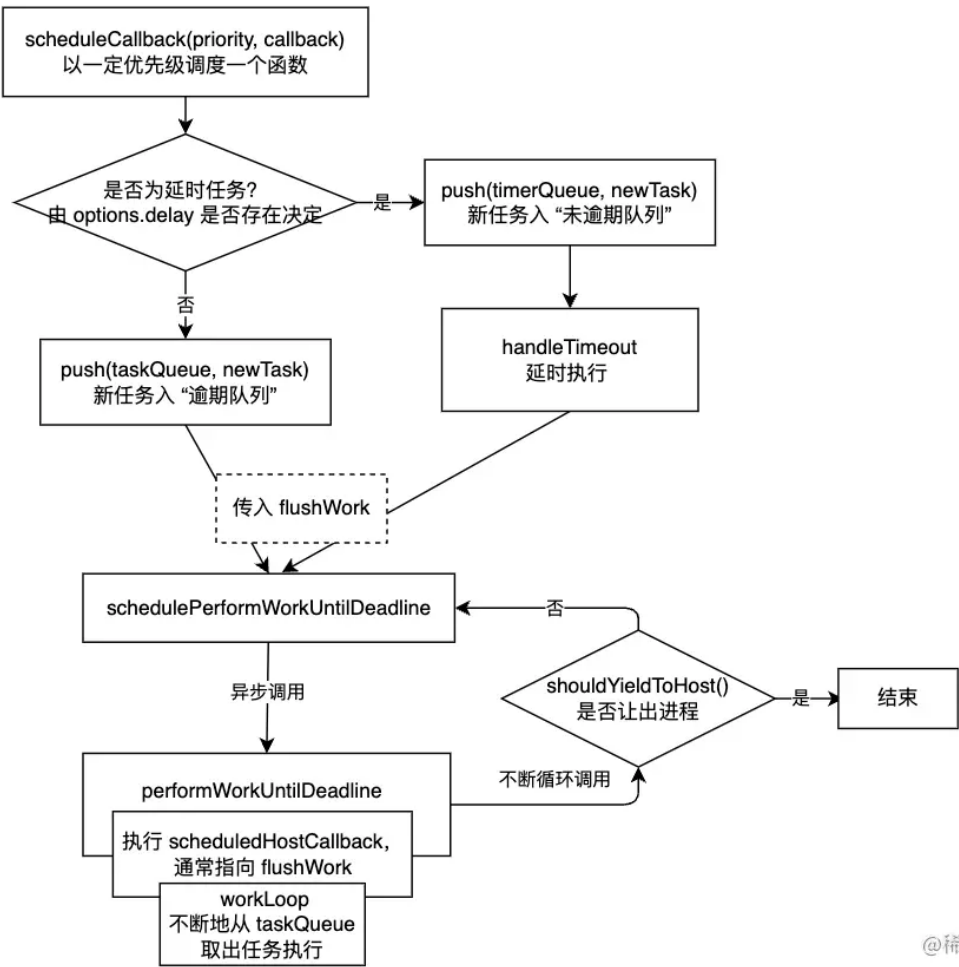 scheduleCallback(priority, callback)
以一定优先级调度一个函数
是否为延时任务?
由 options.delay 是否存在决定
是
push(timerQueue, newTask)
新任务入 “未逾期队列”
否
handleTimeout
延时执行
push(taskQueue, newTask)
新任务入 “逾期队列”
传入 flushWork
schedulePerformWorkUntilDeadline
否
shouldYieldToHost()
是否让出进程
是
结束
异步调用
不断循环调用
performWorkUntilDeadline
执行 scheduledHostCallback,
通常指向 flushWork
workLoop
不断地从 taskQueue
取出任务执行
@稀